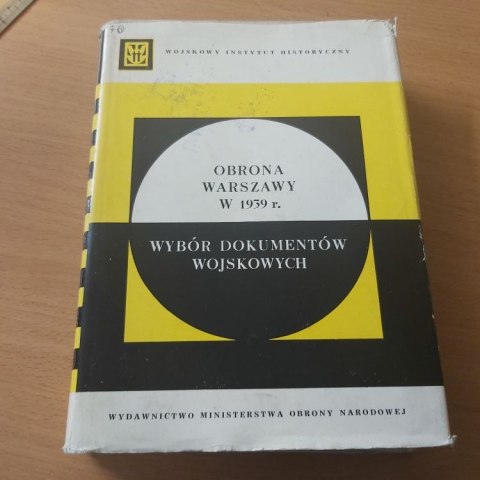 WOJSKOWY INSTYTUT HISTORYCZNY
OBRONA
WARSZAWY
W 1939 r.
WYBÓR DOKUMENTÓW
WOJSKOWYCH
WYDAWNICTWO MINISTERSTWA OBRONY NARODOWEJ